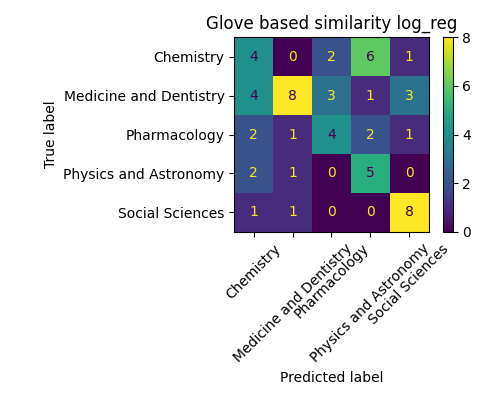 Glove based similarity log_reg
True label
Chemistry 4 0 2 6 1
Medicine and Dentistry 4 8 3 1 3
Pharmacology 2 1 4 2 1
Physics and Astronomy 2 1 0 5 0
Social Sciences 1 1 0 0 8
Chemistry
Medicine and Dentistry
Pharmacology
Physics and Astronomy
Social Sciences
Predicted label
8
6
4
2
0